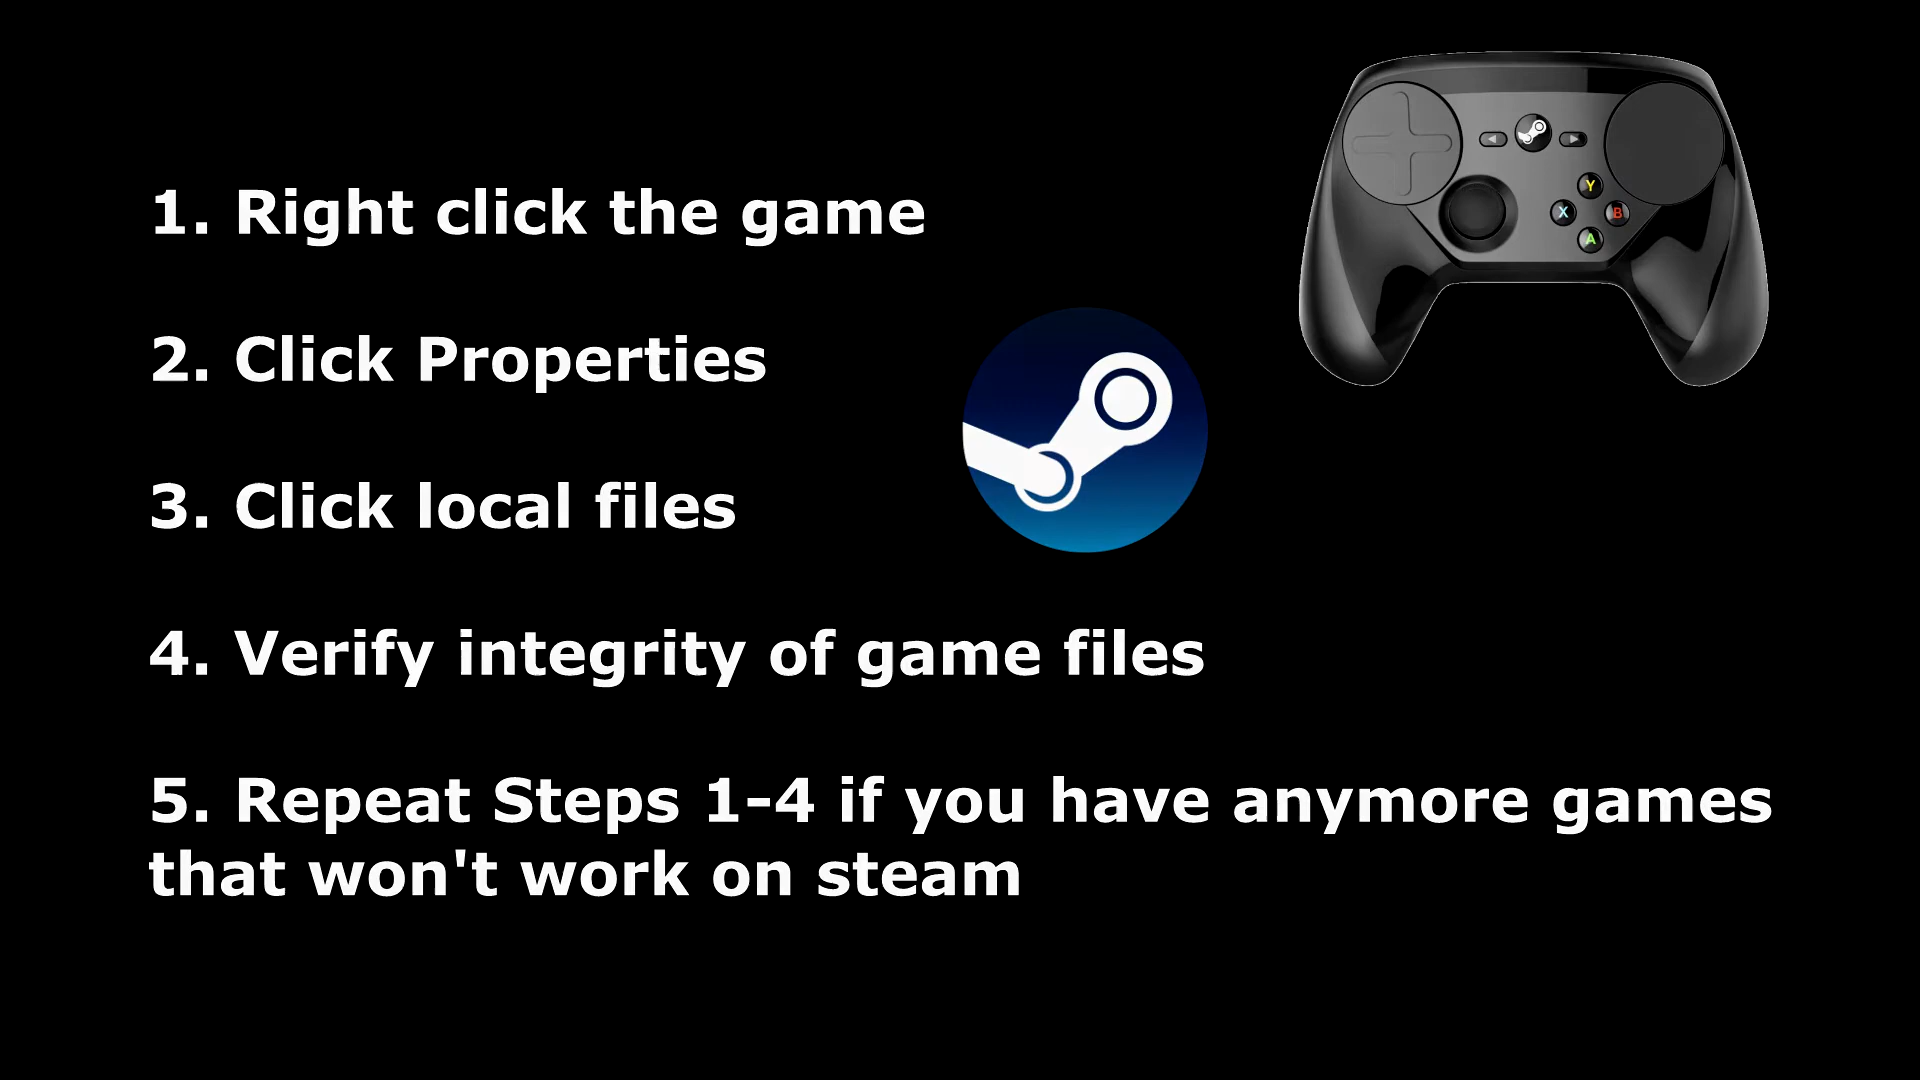 1. Right click the game
2. Click Properties
3. Click local files
4. Verify integrity of game files
5. Repeat Steps 1-4 if you have anymore games
that won't work on steam
Y
X
B
A